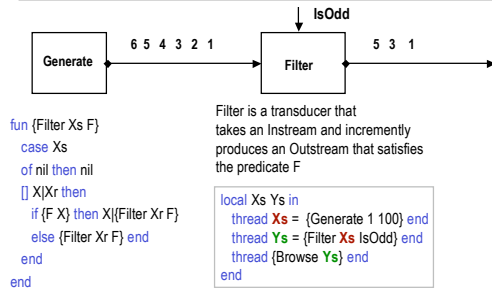 IsOdd
6 5 4 3 2 1
5 3 1
Generate
Filter
fun {Filter Xs F}
case Xs
of nil then nil
[] X|Xr then
if {F X} then X|{Filter Xr F}
else {Filter Xr F} end
end
end
Filter is a transducer that
takes an Instream and incremently
produces an Outstream that satisfies
the predicate F
local Xs Ys in
thread Xs = {Generate 1 100} end
thread Ys = {Filter Xs IsOdd} end
thread {Browse Ys} end
end